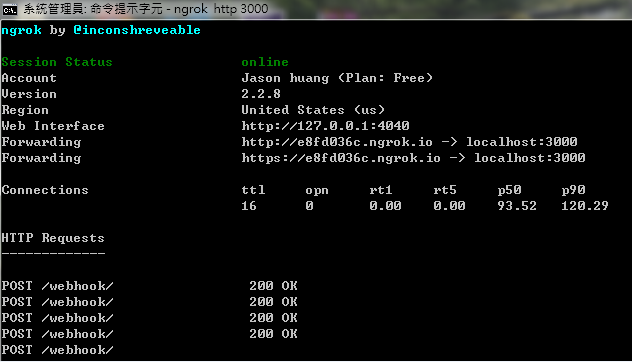 C:\. 系統管理員: 命令提示字元 - ngrok  http 3000
ngrok by @inconshreveable
Session Status online
Account Jason huang (Plan: Free)
Version 2.2.8
Region United States (us)
Web Interface http://127.0.0.1:4040
Forwarding http://e8fd036c.ngrok.io -> localhost:3000
Forwarding https://e8fd036c.ngrok.io -> localhost:3000
Connections ttl opn rt1 rt5 p50 p90
16 0 0.00 0.00 93.52 120.29
HTTP Requests
-------------
POST /webhook/ 200 OK
POST /webhook/ 200 OK
POST /webhook/ 200 OK
POST /webhook/ 200 OK
POST /webhook/